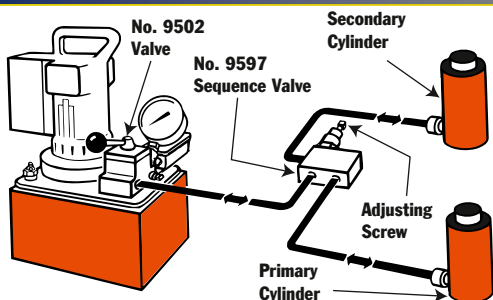 No. 9502
Valve
No. 9597
Sequence Valve
Secondary
Cylinder
Adjusting
Screw
Primary
Cylinder